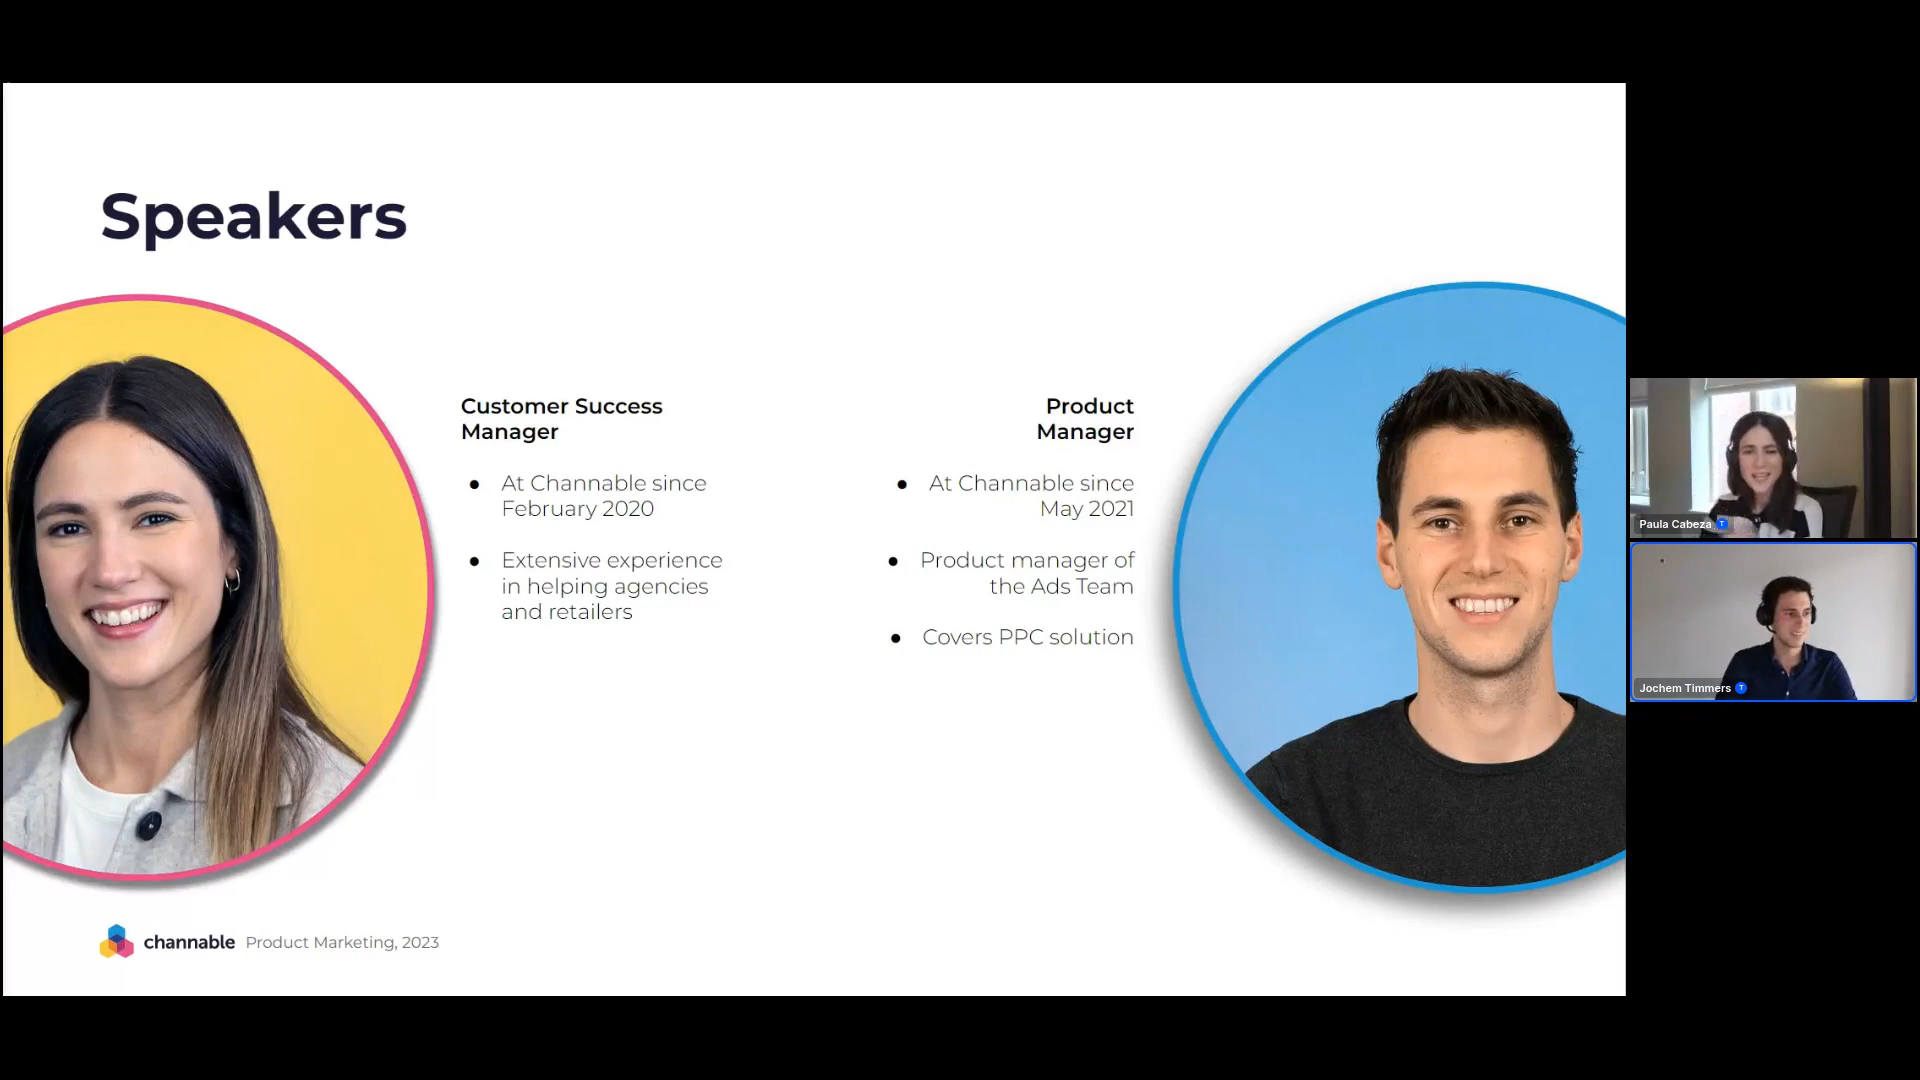 Speakers
Customer Success
Manager
● At Channable since
February 2020
● Extensive experience
in helping agencies
and retailers
Product
Manager
● At Channable since
May 2021
● Product manager of
the Ads Team
● Covers PPC solution
channable Product Marketing, 2023
Paula Cabeza T
Jochem Timmers T